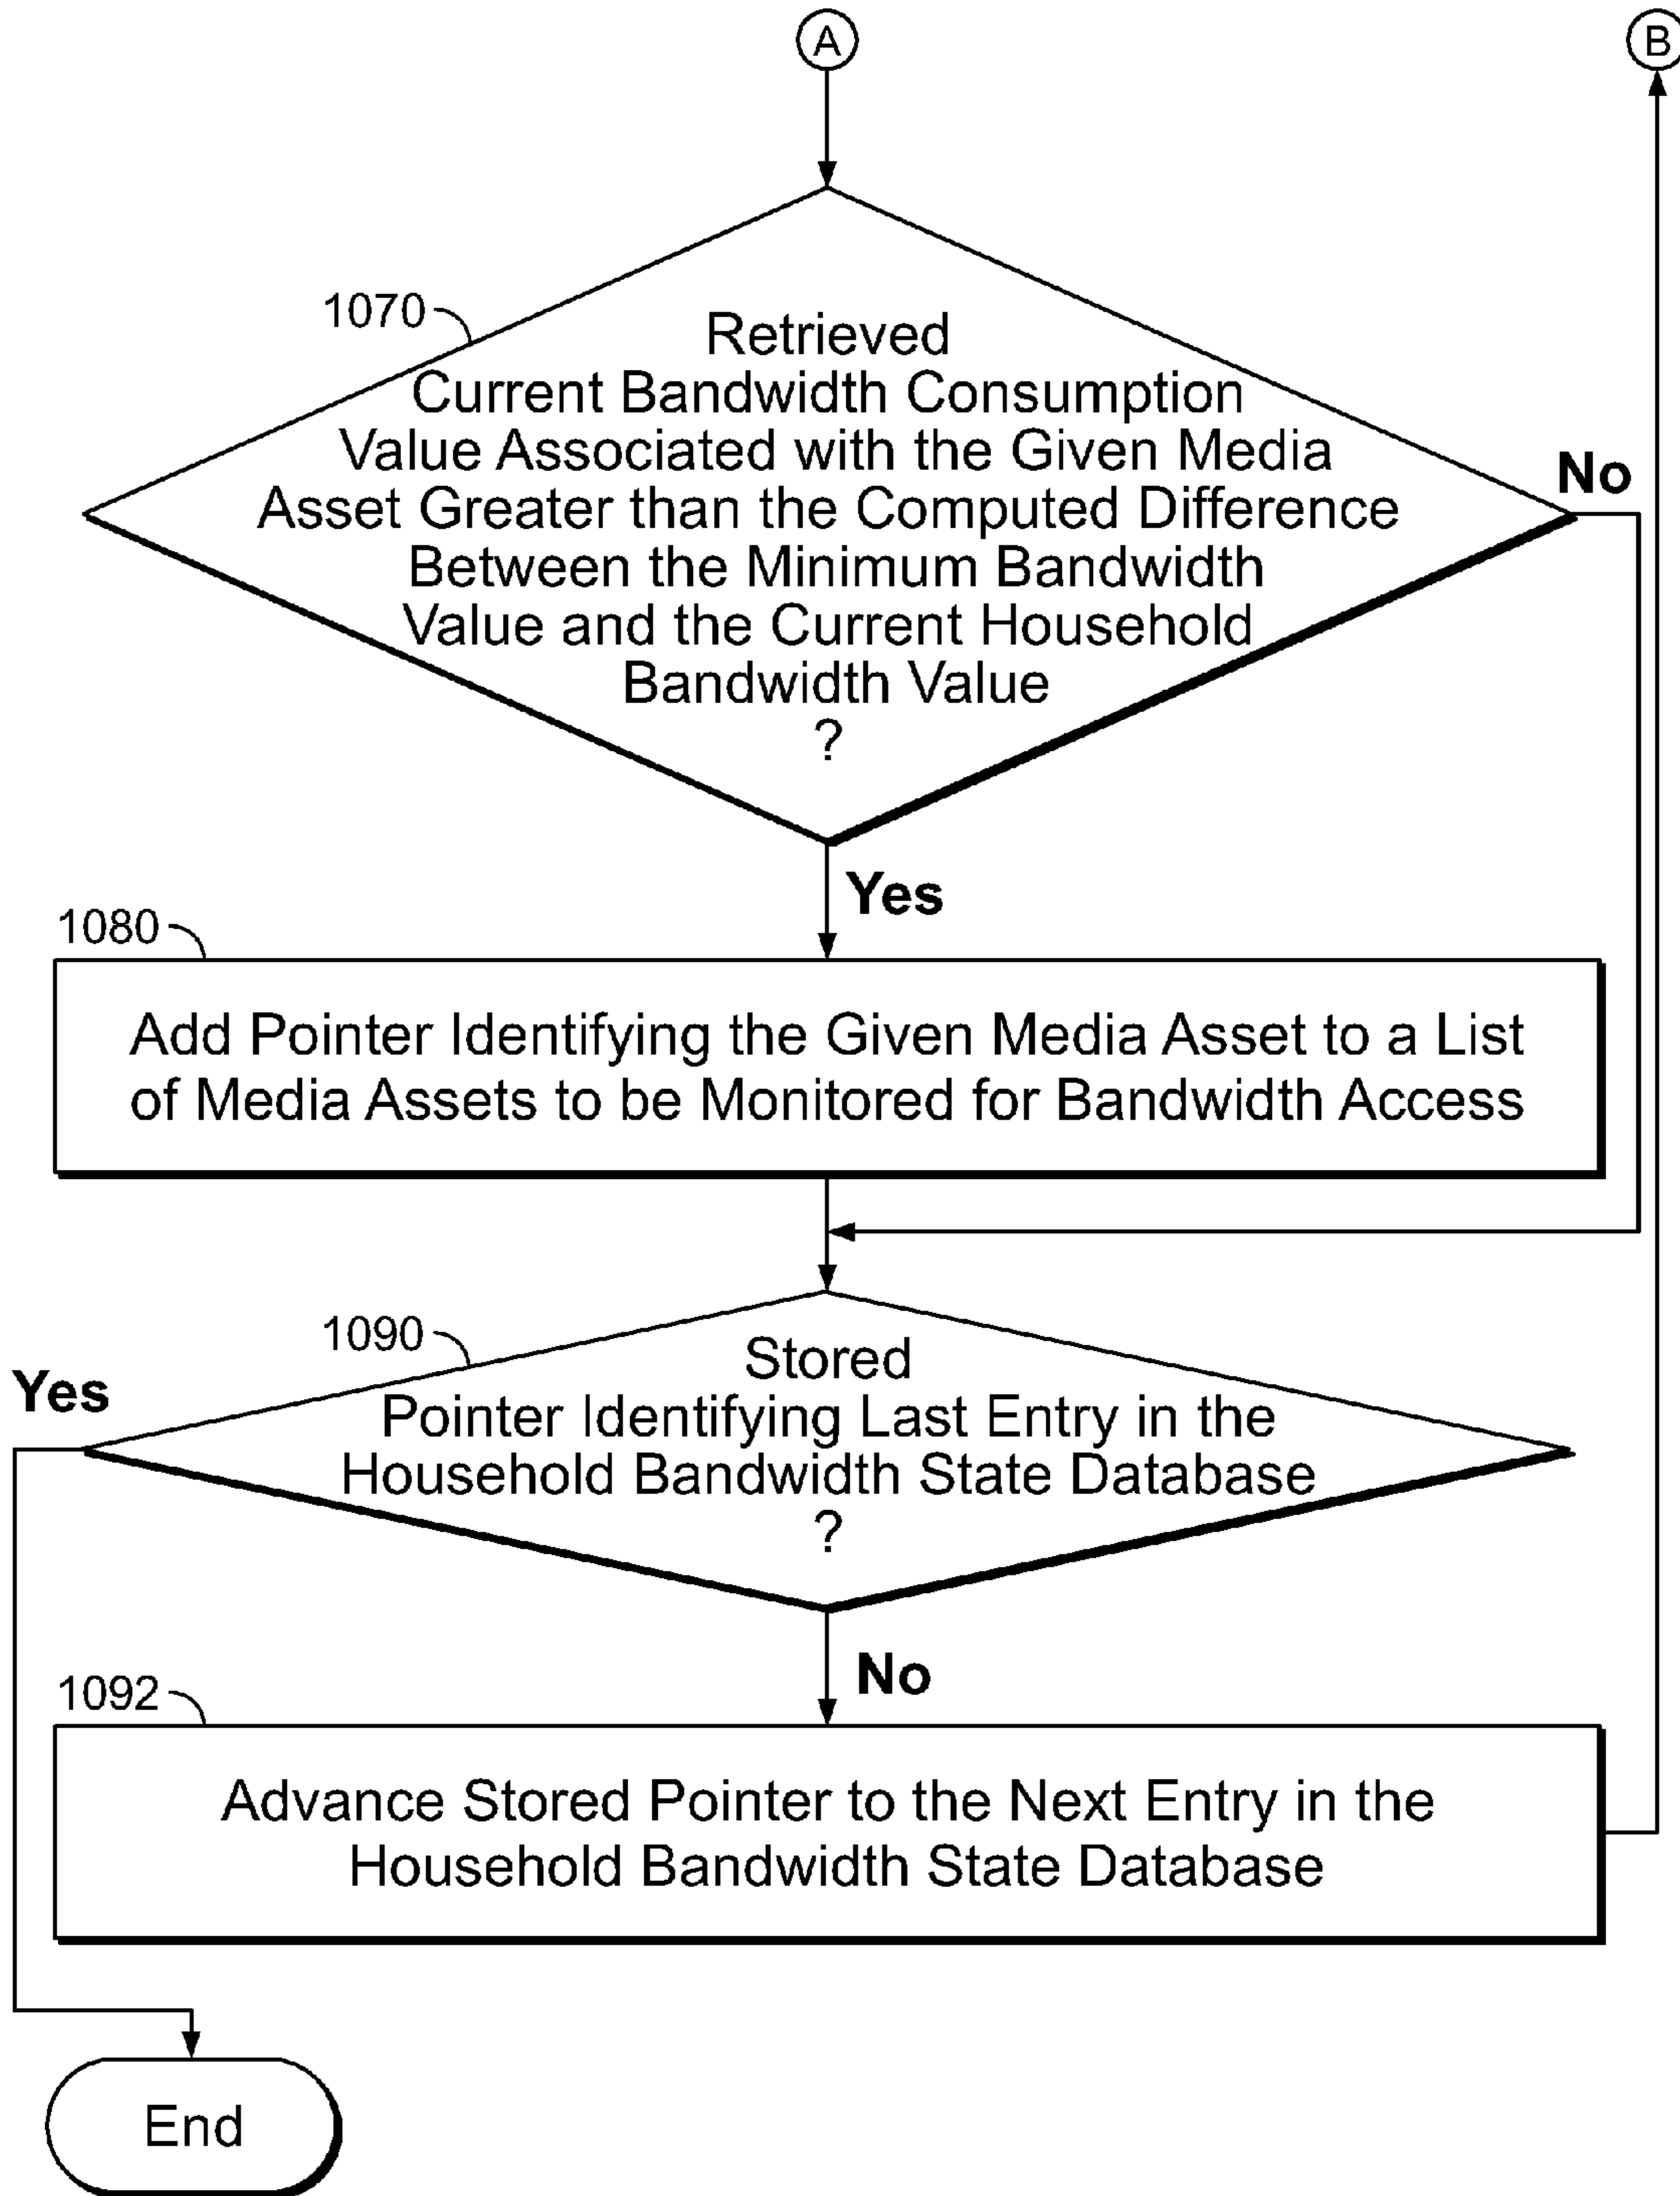 A
B
1070
Retrieved
Current Bandwidth Consumption
Value Associated with the Given Media
Asset Greater than the Computed Difference
Between the Minimum Bandwidth
Value and the Current Household
Bandwidth Value
?
No
Yes
1080
Add Pointer Identifying the Given Media Asset to a List
of Media Assets to be Monitored for Bandwidth Access
1090
Stored
Pointer Identifying Last Entry in the
Household Bandwidth State Database
?
Yes
No
1092
Advance Stored Pointer to the Next Entry in the
Household Bandwidth State Database
End